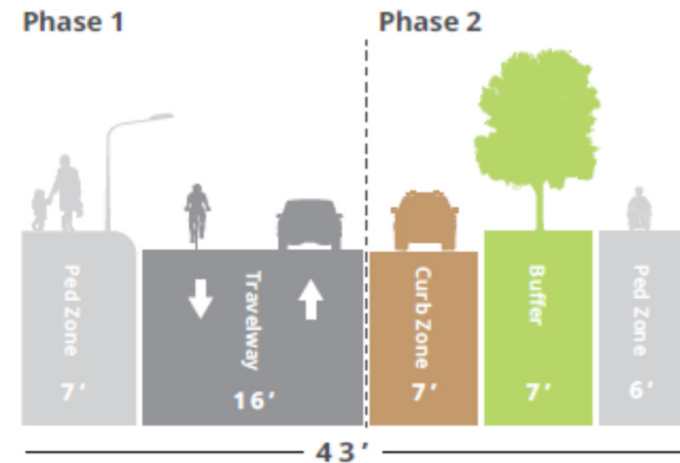 Phase 1
Phase 2
Ped Zone
7’
Travelway
16’
Curb Zone
7’
Buffer
7’
Ped Zone
6’
43’